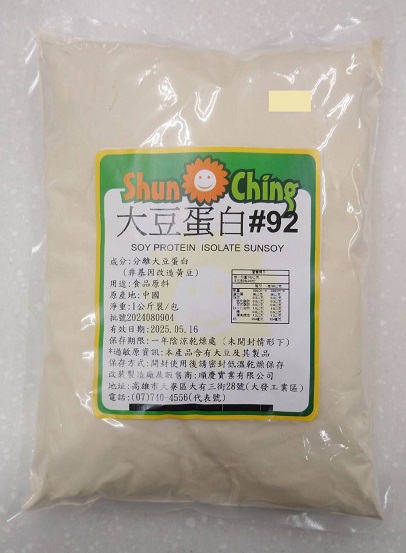 Shun Ching
大豆蛋白#92
SOY PROTEIN ISOLATE SUNSOY
成分:分離大豆蛋白
(非基因改造黃豆)
用途:食品原料
原產地:中國
淨重:1公斤裝/包
批號2024080904
有效日期:2025.05.16
保存期限:一年陰涼乾燥處(未開封情形下)
*過敏原資訊:本產品含有大豆及其製品
保存方式:開封使用後請密封低溫乾燥保存
改裝製造廠及販售商:順慶實業有限公司
地址:高雄市大寮區大有三街28號(大發工業區)
電話:(07)740-4556(代表號)